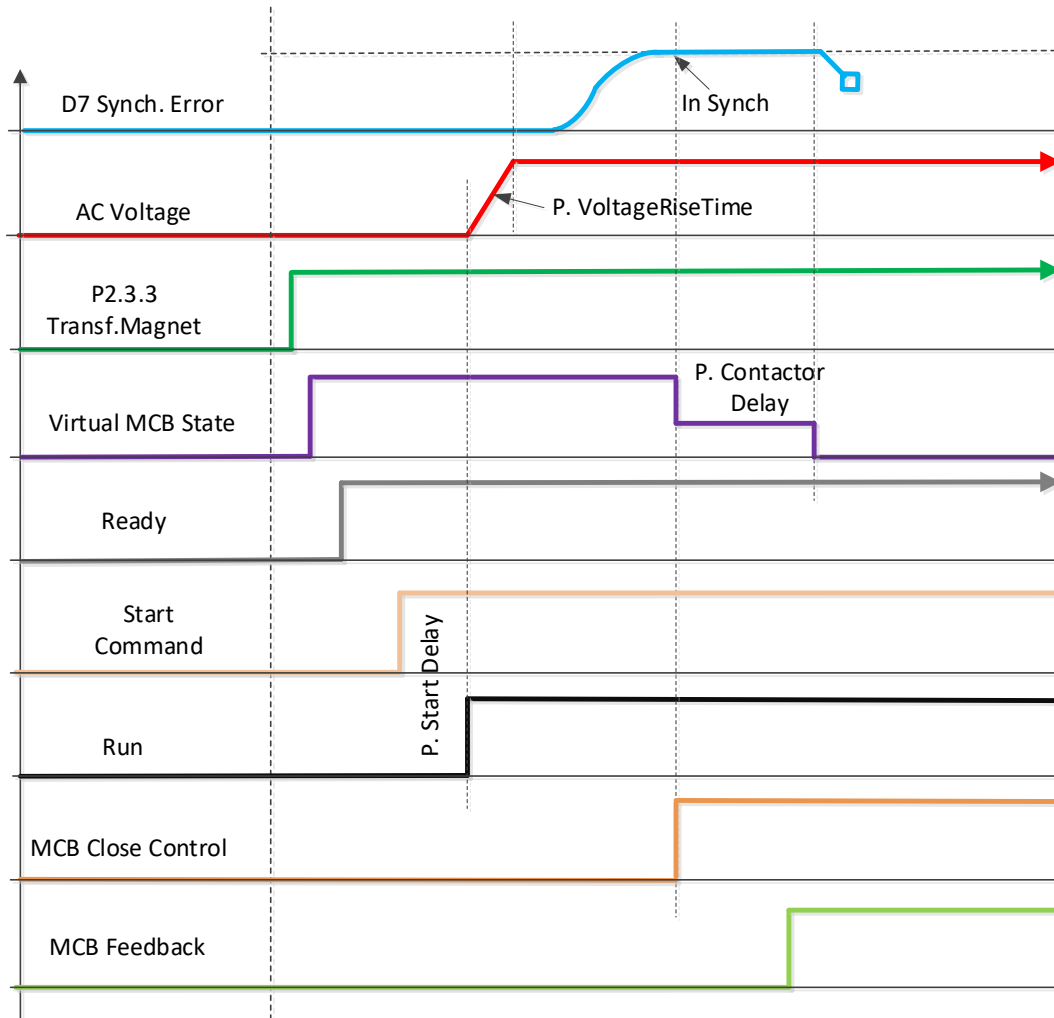 D7 Synch. Error
In Synch
AC Voltage
P. VoltageRiseTime
P2.3.3
Transf.Magnet
P. Contactor
Delay
Virtual MCB State
Ready
Start
Command
P. Start Delay
Run
MCB Close Control
MCB Feedback